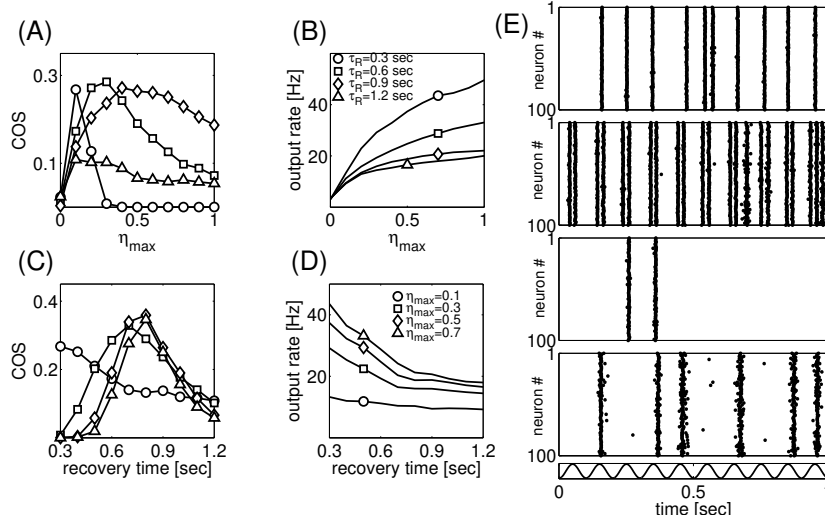 (A)
COS
0.3
0.1
0
0.5
1
η_max
(B)
output rate [Hz]
40
20
τ_R=0.3 sec
τ_R=0.6 sec
τ_R=0.9 sec
τ_R=1.2 sec
0
0.5
1
η_max
(C)
COS
0.4
0.2
0.3
0.6
0.9
1.2
recovery time [sec]
(D)
output rate [Hz]
40
20
η_max=0.1
η_max=0.3
η_max=0.5
η_max=0.7
0.3
0.6
0.9
1.2
recovery time [sec]
(E)
1
neuron #
100
1
neuron #
100
1
neuron #
100
1
neuron #
100
0
0.5
1
time [sec]